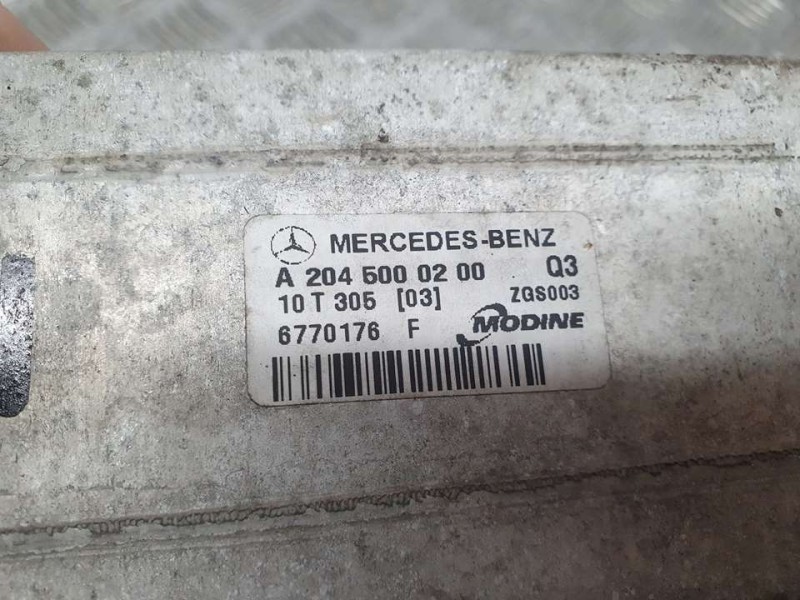 MERCEDES-BENZ
A 204 500 02 00 Q3
10 T 305 [03] ZGS003
6770176 F MODINE